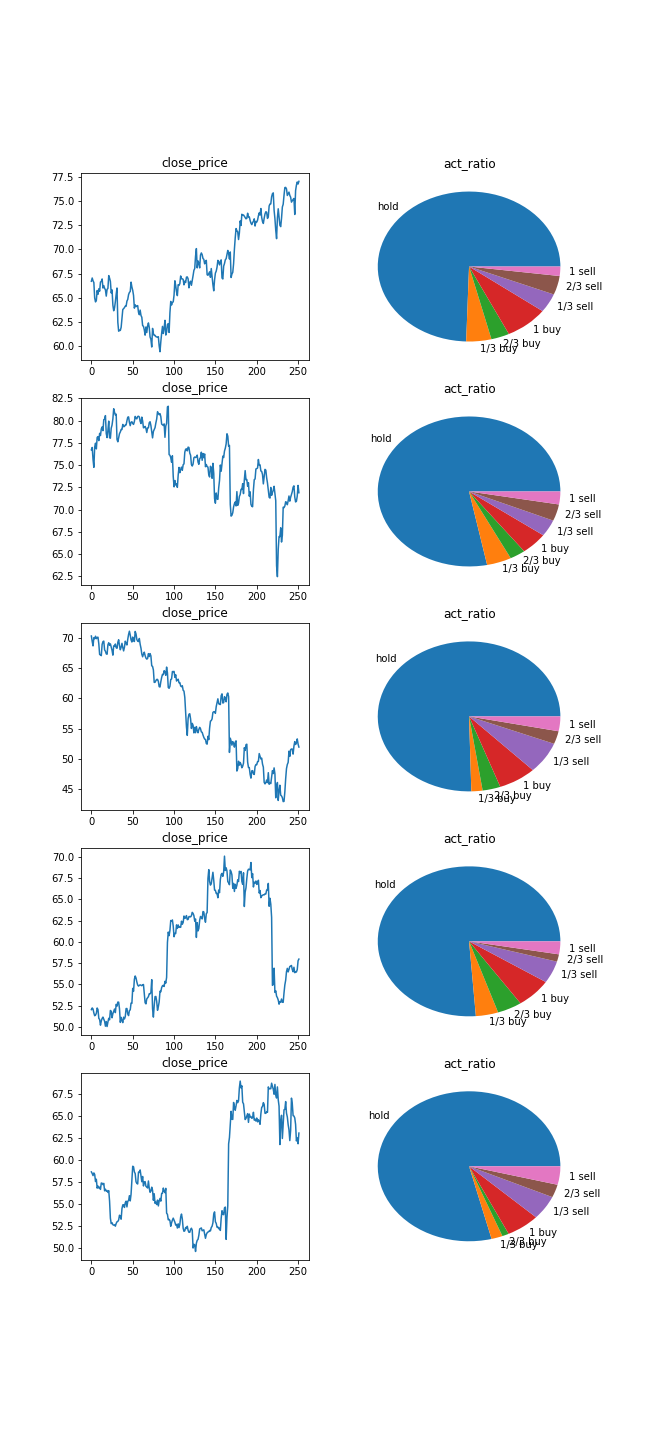 close_price
act_ratio
77.5
75.0
72.5
70.0
67.5
65.0
62.5
60.0
0 50 100 150 200 250
hold
1 sell
2/3 sell
1/3 sell
1 buy
2/3 buy
1/3 buy
close_price
act_ratio
82.5
80.0
77.5
75.0
72.5
70.0
67.5
65.0
62.5
0 50 100 150 200 250
hold
1 sell
2/3 sell
1/3 sell
1 buy
2/3 buy
1/3 buy
close_price
act_ratio
70
65
60
55
50
45
0 50 100 150 200 250
hold
1 sell
2/3 sell
1/3 sell
1 buy
2/3 buy
1/3 buy
close_price
act_ratio
70.0
67.5
65.0
62.5
60.0
57.5
55.0
52.5
50.0
0 50 100 150 200 250
hold
1 sell
2/3 sell
1/3 sell
1 buy
2/3 buy
1/3 buy
close_price
act_ratio
67.5
65.0
62.5
60.0
57.5
55.0
52.5
50.0
0 50 100 150 200 250
hold
1 sell
2/3 sell
1/3 sell
1 buy
2/3 buy
1/3 buy